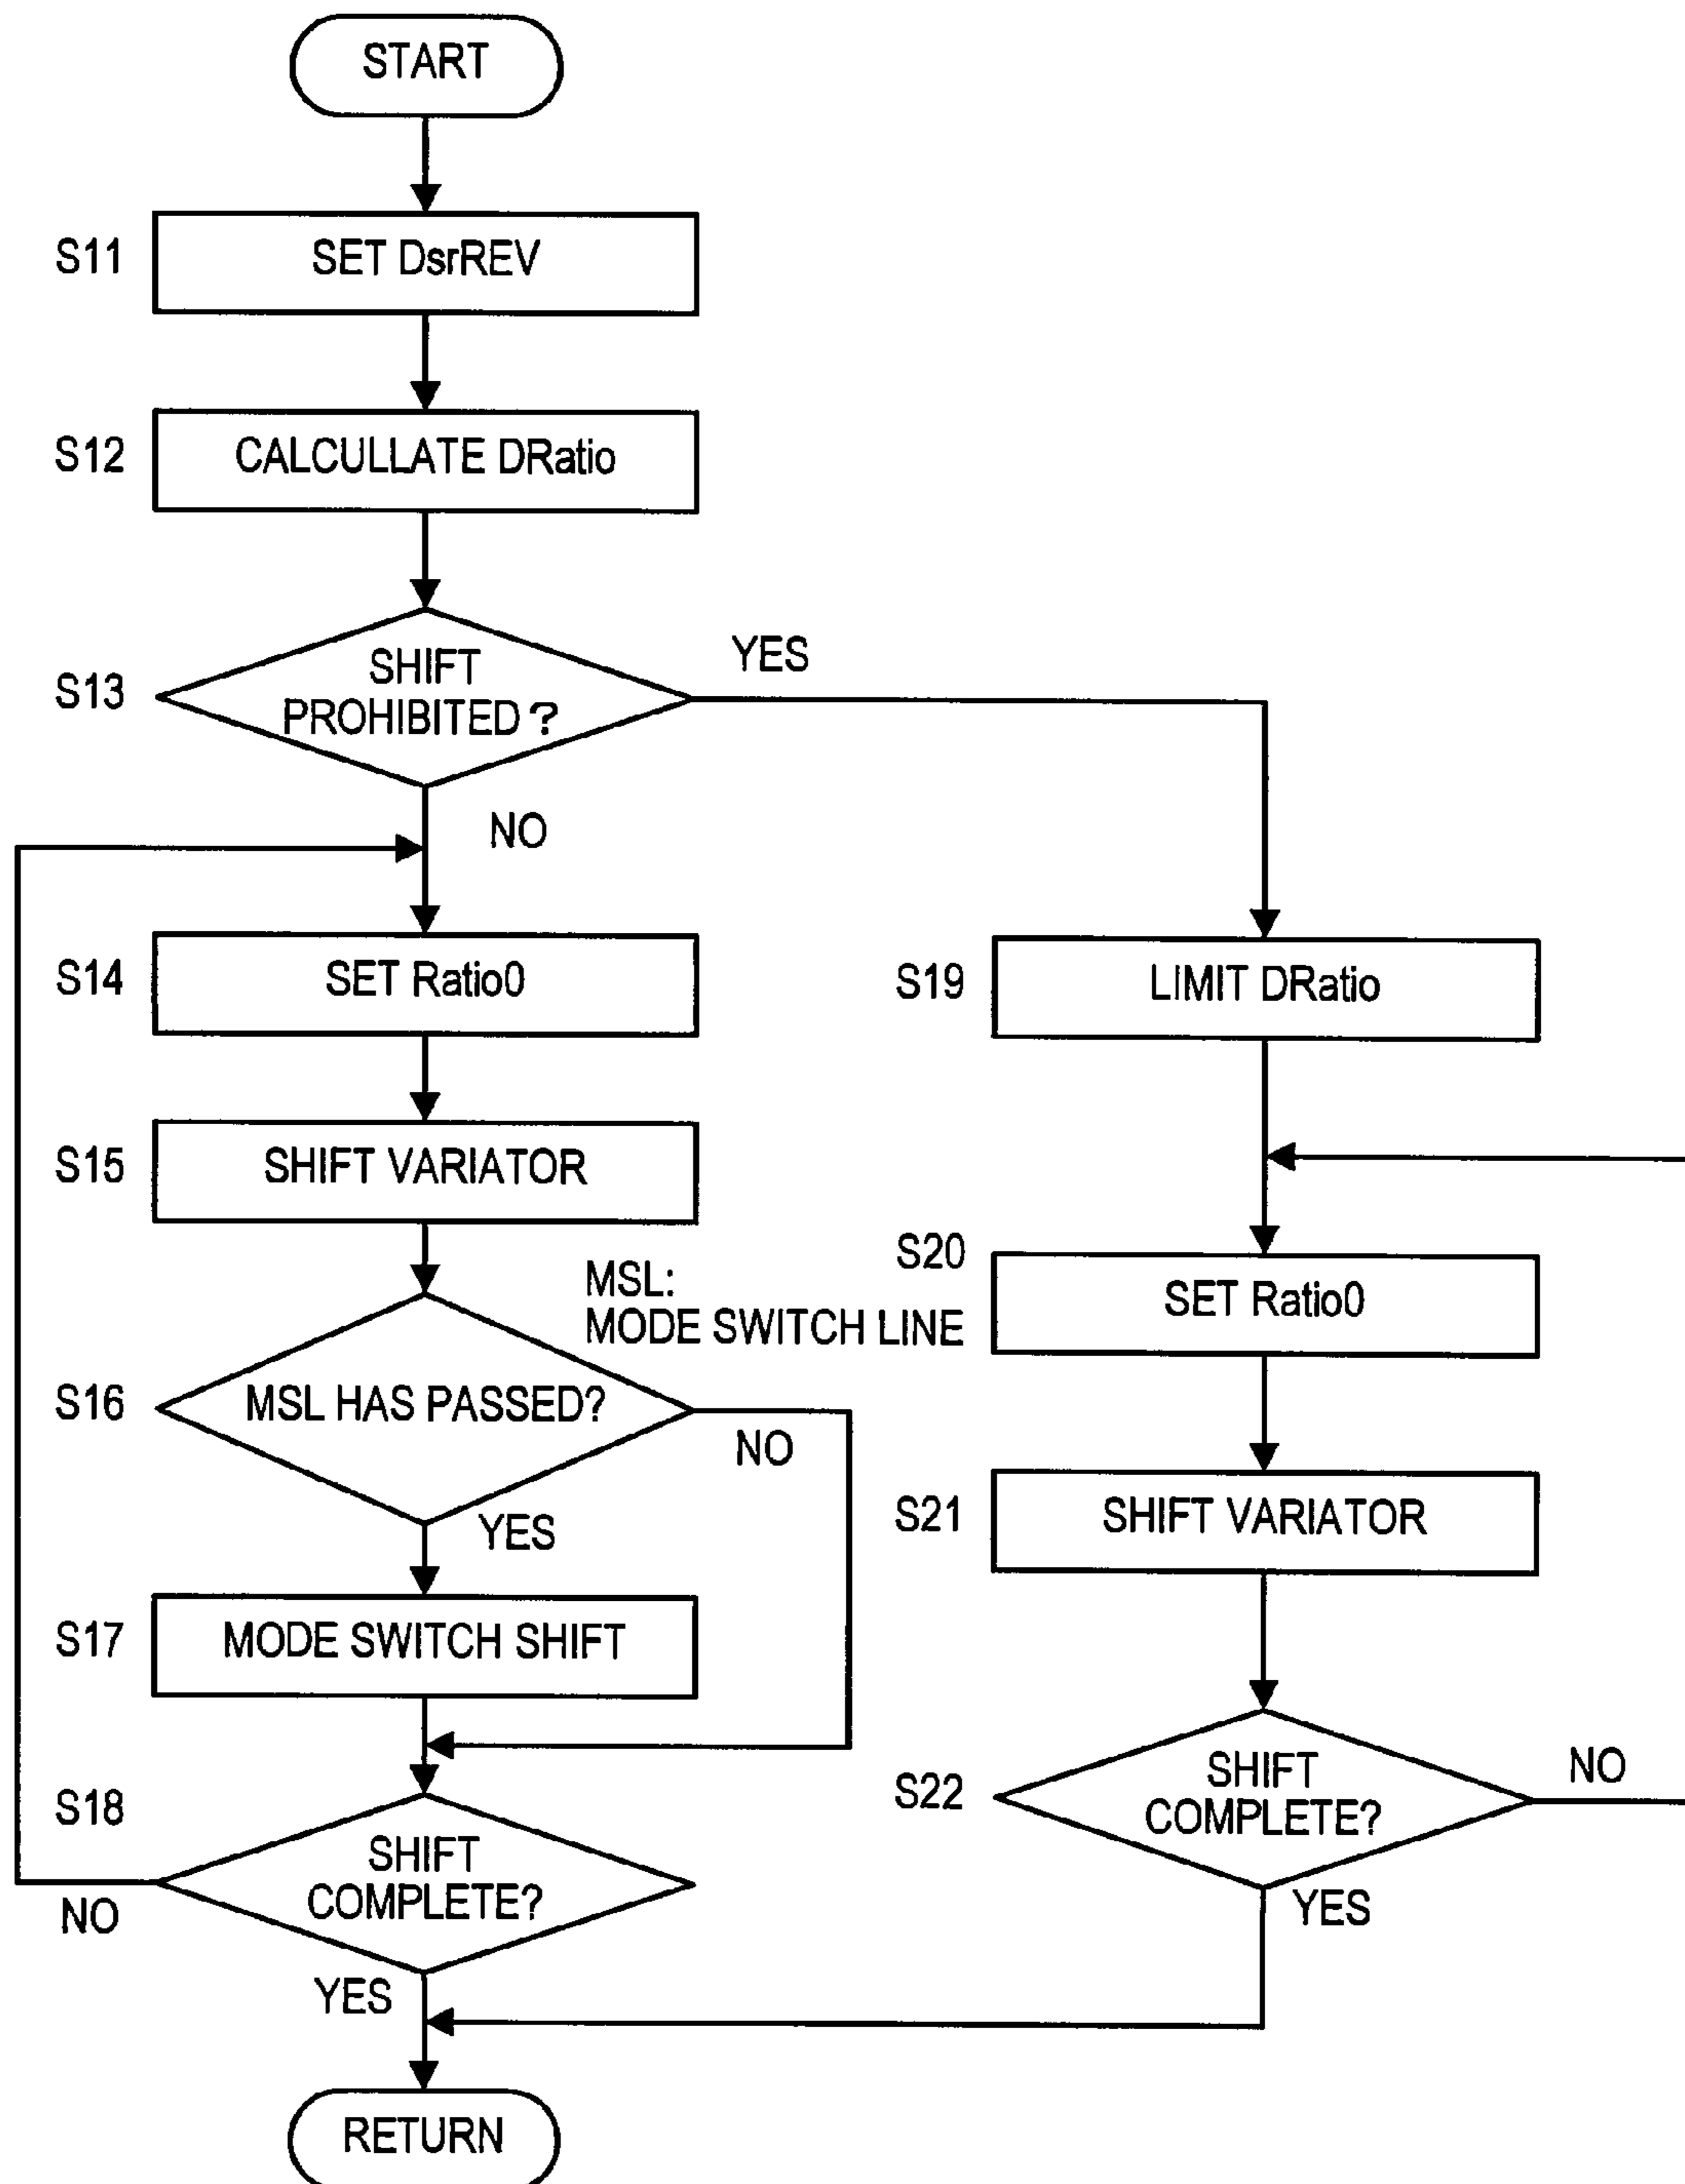 START
S11
SET DsrREV
S12
CALCULLATE DRatio
S13
SHIFT
PROHIBITED ?
YES
NO
S14
SET Ratio0
S15
SHIFT VARIATOR
MSL:
MODE SWITCH LINE
S16
MSL HAS PASSED?
NO
YES
S17
MODE SWITCH SHIFT
S18
SHIFT
COMPLETE?
NO
YES
S19
LIMIT DRatio
S20
SET Ratio0
S21
SHIFT VARIATOR
S22
SHIFT
COMPLETE?
NO
YES
RETURN